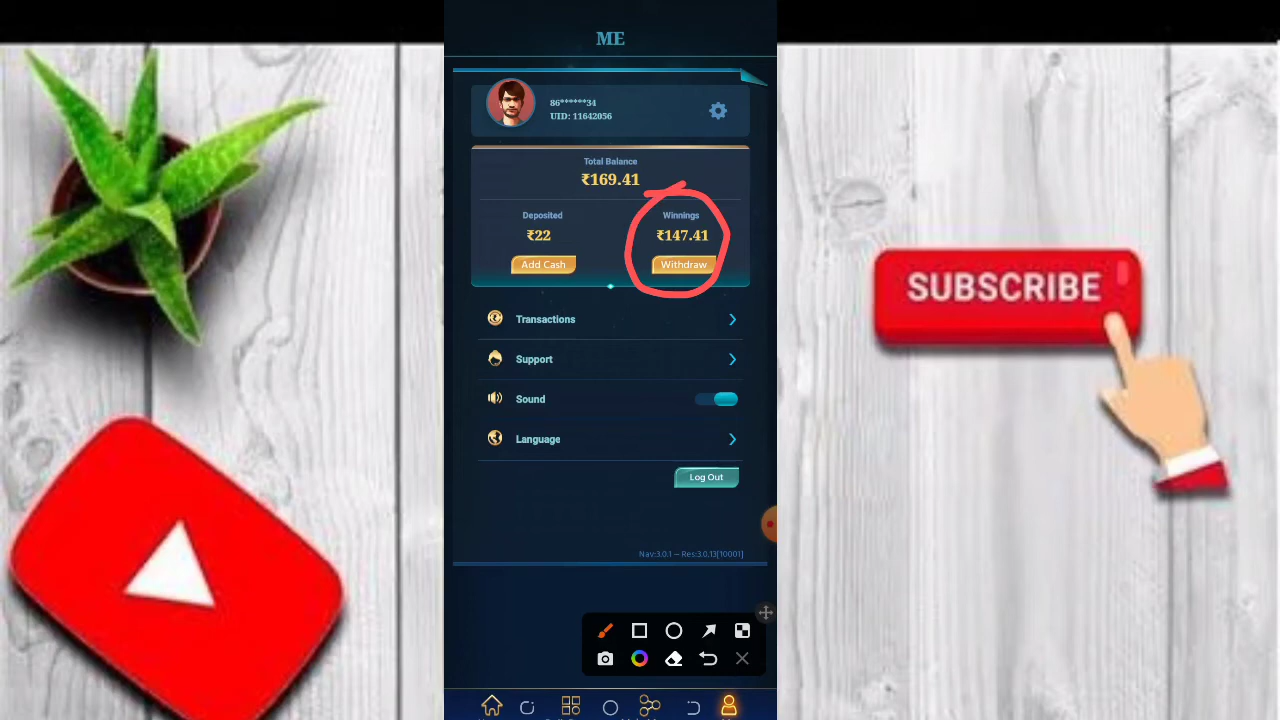 ME
86******34
UID: 11642056
Total Balance
₹169.41
Deposited
Winnings
₹22
₹147.41
Add Cash
Withdraw
Transactions
Support
Sound
Language
Log Out
Nav:3.0.1 – Res:3.0.13[10001]
SUBSCRIBE